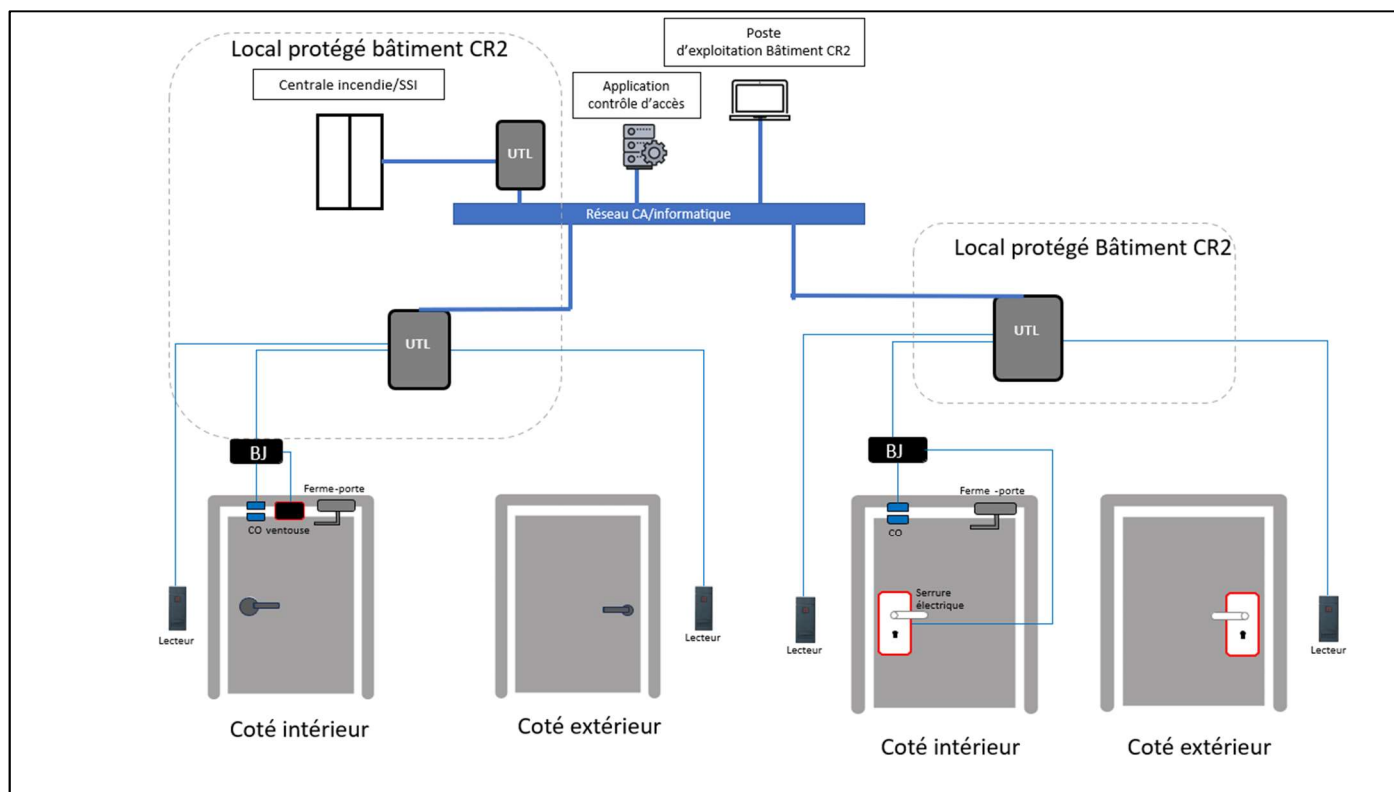 Local protégé bâtiment CR2
Centrale incendie/SSI
UTL
Application
contrôle d’accès
Poste
d’exploitation Bâtiment CR2
Réseau CA/informatique
Local protégé Bâtiment CR2
UTL
UTL
BJ
Ferme-porte
CO ventouse
Lecteur
Lecteur
Coté intérieur
Coté extérieur
BJ
Ferme -porte
CO
Serrure
électrique
Lecteur
Lecteur
Coté intérieur
Coté extérieur